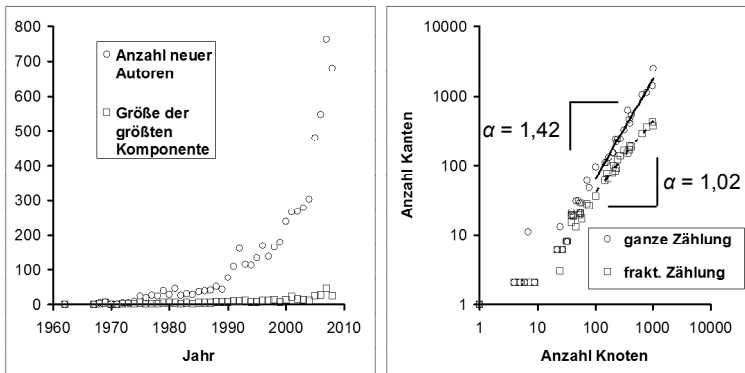 800
700
600
500
400
300
200
100
0
1960
1970
1980
1990
2000
2010
Jahr
Anzahl neuer
Autoren
Größe der
größten
Komponente
10000
1000
100
10
1
1
10
100
1000
10000
Anzahl Kanten
Anzahl Knoten
α = 1,42
α = 1,02
ganze Zählung
frakt. Zählung